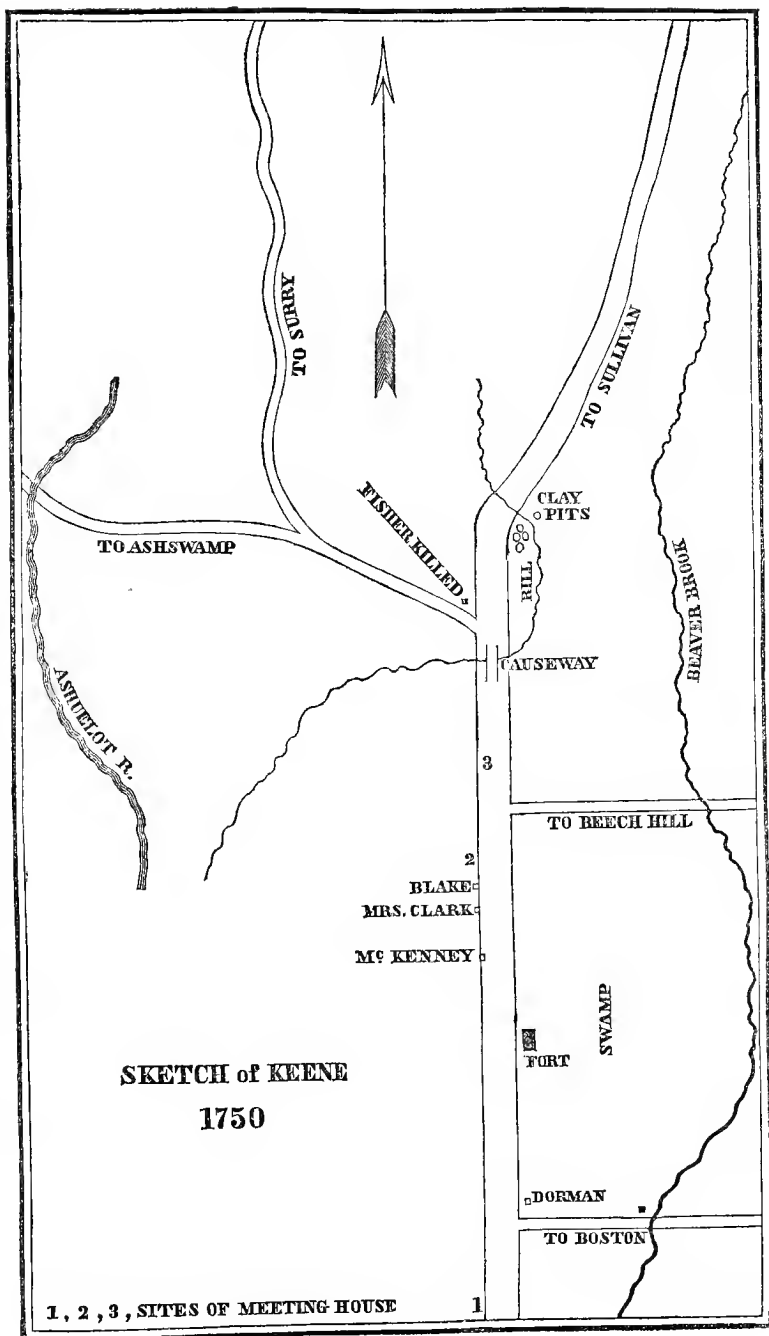 TO SURRY
TO SULLIVAN
FISHER KILLED
CLAY
PITS
TO ASHSWAMP
RILL
BEAVER BROOK
CAUSEWAY
ASHUELOT R.
3
TO BEECH HILL
2
BLAKE
MRS. CLARK
Mc KENNEY
SWAMP
FORT
SKETCH of KEENE
1750
DORMAN
TO BOSTON
1, 2, 3, SITES OF MEETING HOUSE
1